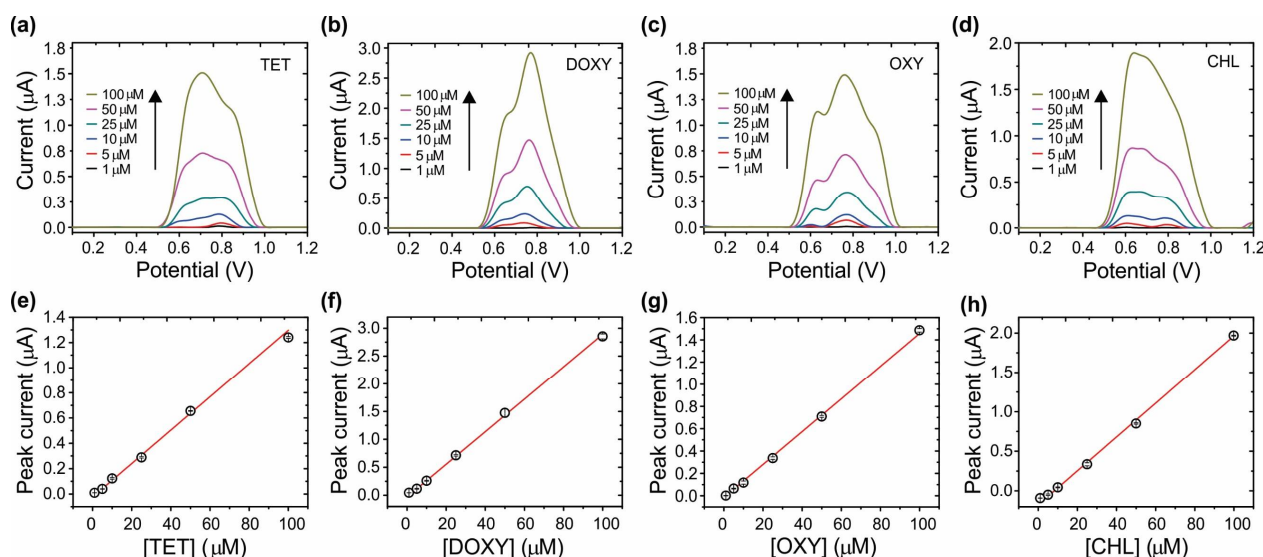 (a)
Current (μA)
1.8
1.5
1.3
1.0
0.8
0.5
0.3
0.0
TET
100 μM
50 μM
25 μM
10 μM
5 μM
1 μM
0.2 0.4 0.6 0.8 1.0 1.2
Potential (V)
(b)
Current (μA)
3.0
2.5
2.0
1.5
1.0
0.5
0.0
DOXY
100 μM
50 μM
25 μM
10 μM
5 μM
1 μM
0.2 0.4 0.6 0.8 1.0 1.2
Potential (V)
(c)
Current (μA)
1.8
1.5
1.3
1.0
0.8
0.5
0.3
0.0
OXY
100 μM
50 μM
25 μM
10 μM
5 μM
1 μM
0.2 0.4 0.6 0.8 1.0 1.2
Potential (V)
(d)
Current (μA)
2.0
1.5
1.0
0.5
0.0
CHL
100 μM
50 μM
25 μM
10 μM
5 μM
1 μM
0.2 0.4 0.6 0.8 1.0 1.2
Potential (V)
(e)
Peak current (μA)
1.4
1.2
1.0
0.8
0.6
0.4
0.2
0.0
0 20 40 60 80 100
[TET] (μM)
(f)
Peak current (μA)
3.0
2.5
2.0
1.5
1.0
0.5
0.0
0 20 40 60 80 100
[DOXY] (μM)
(g)
Peak current (μA)
1.6
1.4
1.2
1.0
0.8
0.6
0.4
0.2
0.0
0 20 40 60 80 100
[OXY] (μM)
(h)
Peak current (μA)
2.0
1.5
1.0
0.5
0.0
0 20 40 60 80 100
[CHL] (μM)